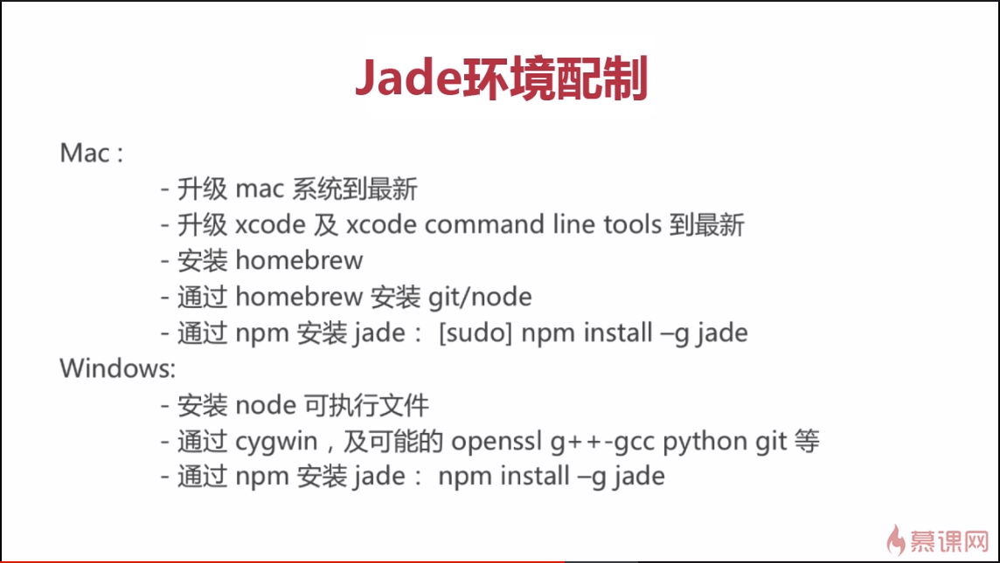 Jade环境配制
Mac :
- 升级 mac 系统到最新
- 升级 xcode 及 xcode command line tools 到最新
- 安装 homebrew
- 通过 homebrew 安装 git/node
- 通过 npm 安装 jade： [sudo] npm install –g jade
Windows:
- 安装 node 可执行文件
- 通过 cygwin，及可能的 openssl g++-gcc python git 等
- 通过 npm 安装 jade： npm install –g jade
慕课网